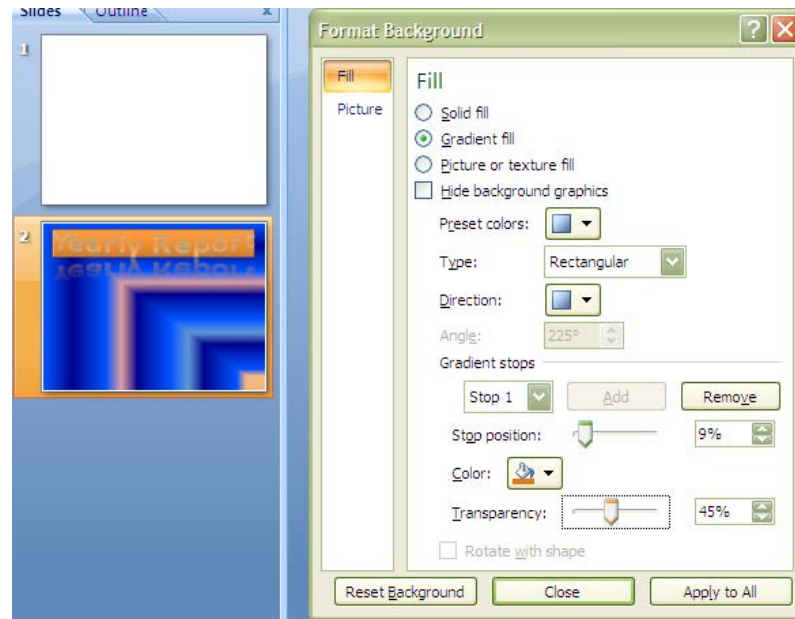 Slides Outline x
Format Background ?
1
Fill
Picture
Fill
Solid fill
Gradient fill
Picture or texture fill
Hide background graphics
Preset colors:
Type: Rectangular
Direction:
Angle: 225°
Gradient stops
Stop 1 Add Remove
Stop position: 9%
Color:
Transparency: 45%
Rotate with shape
2
Yearly Report
Reset Background Close Apply to All